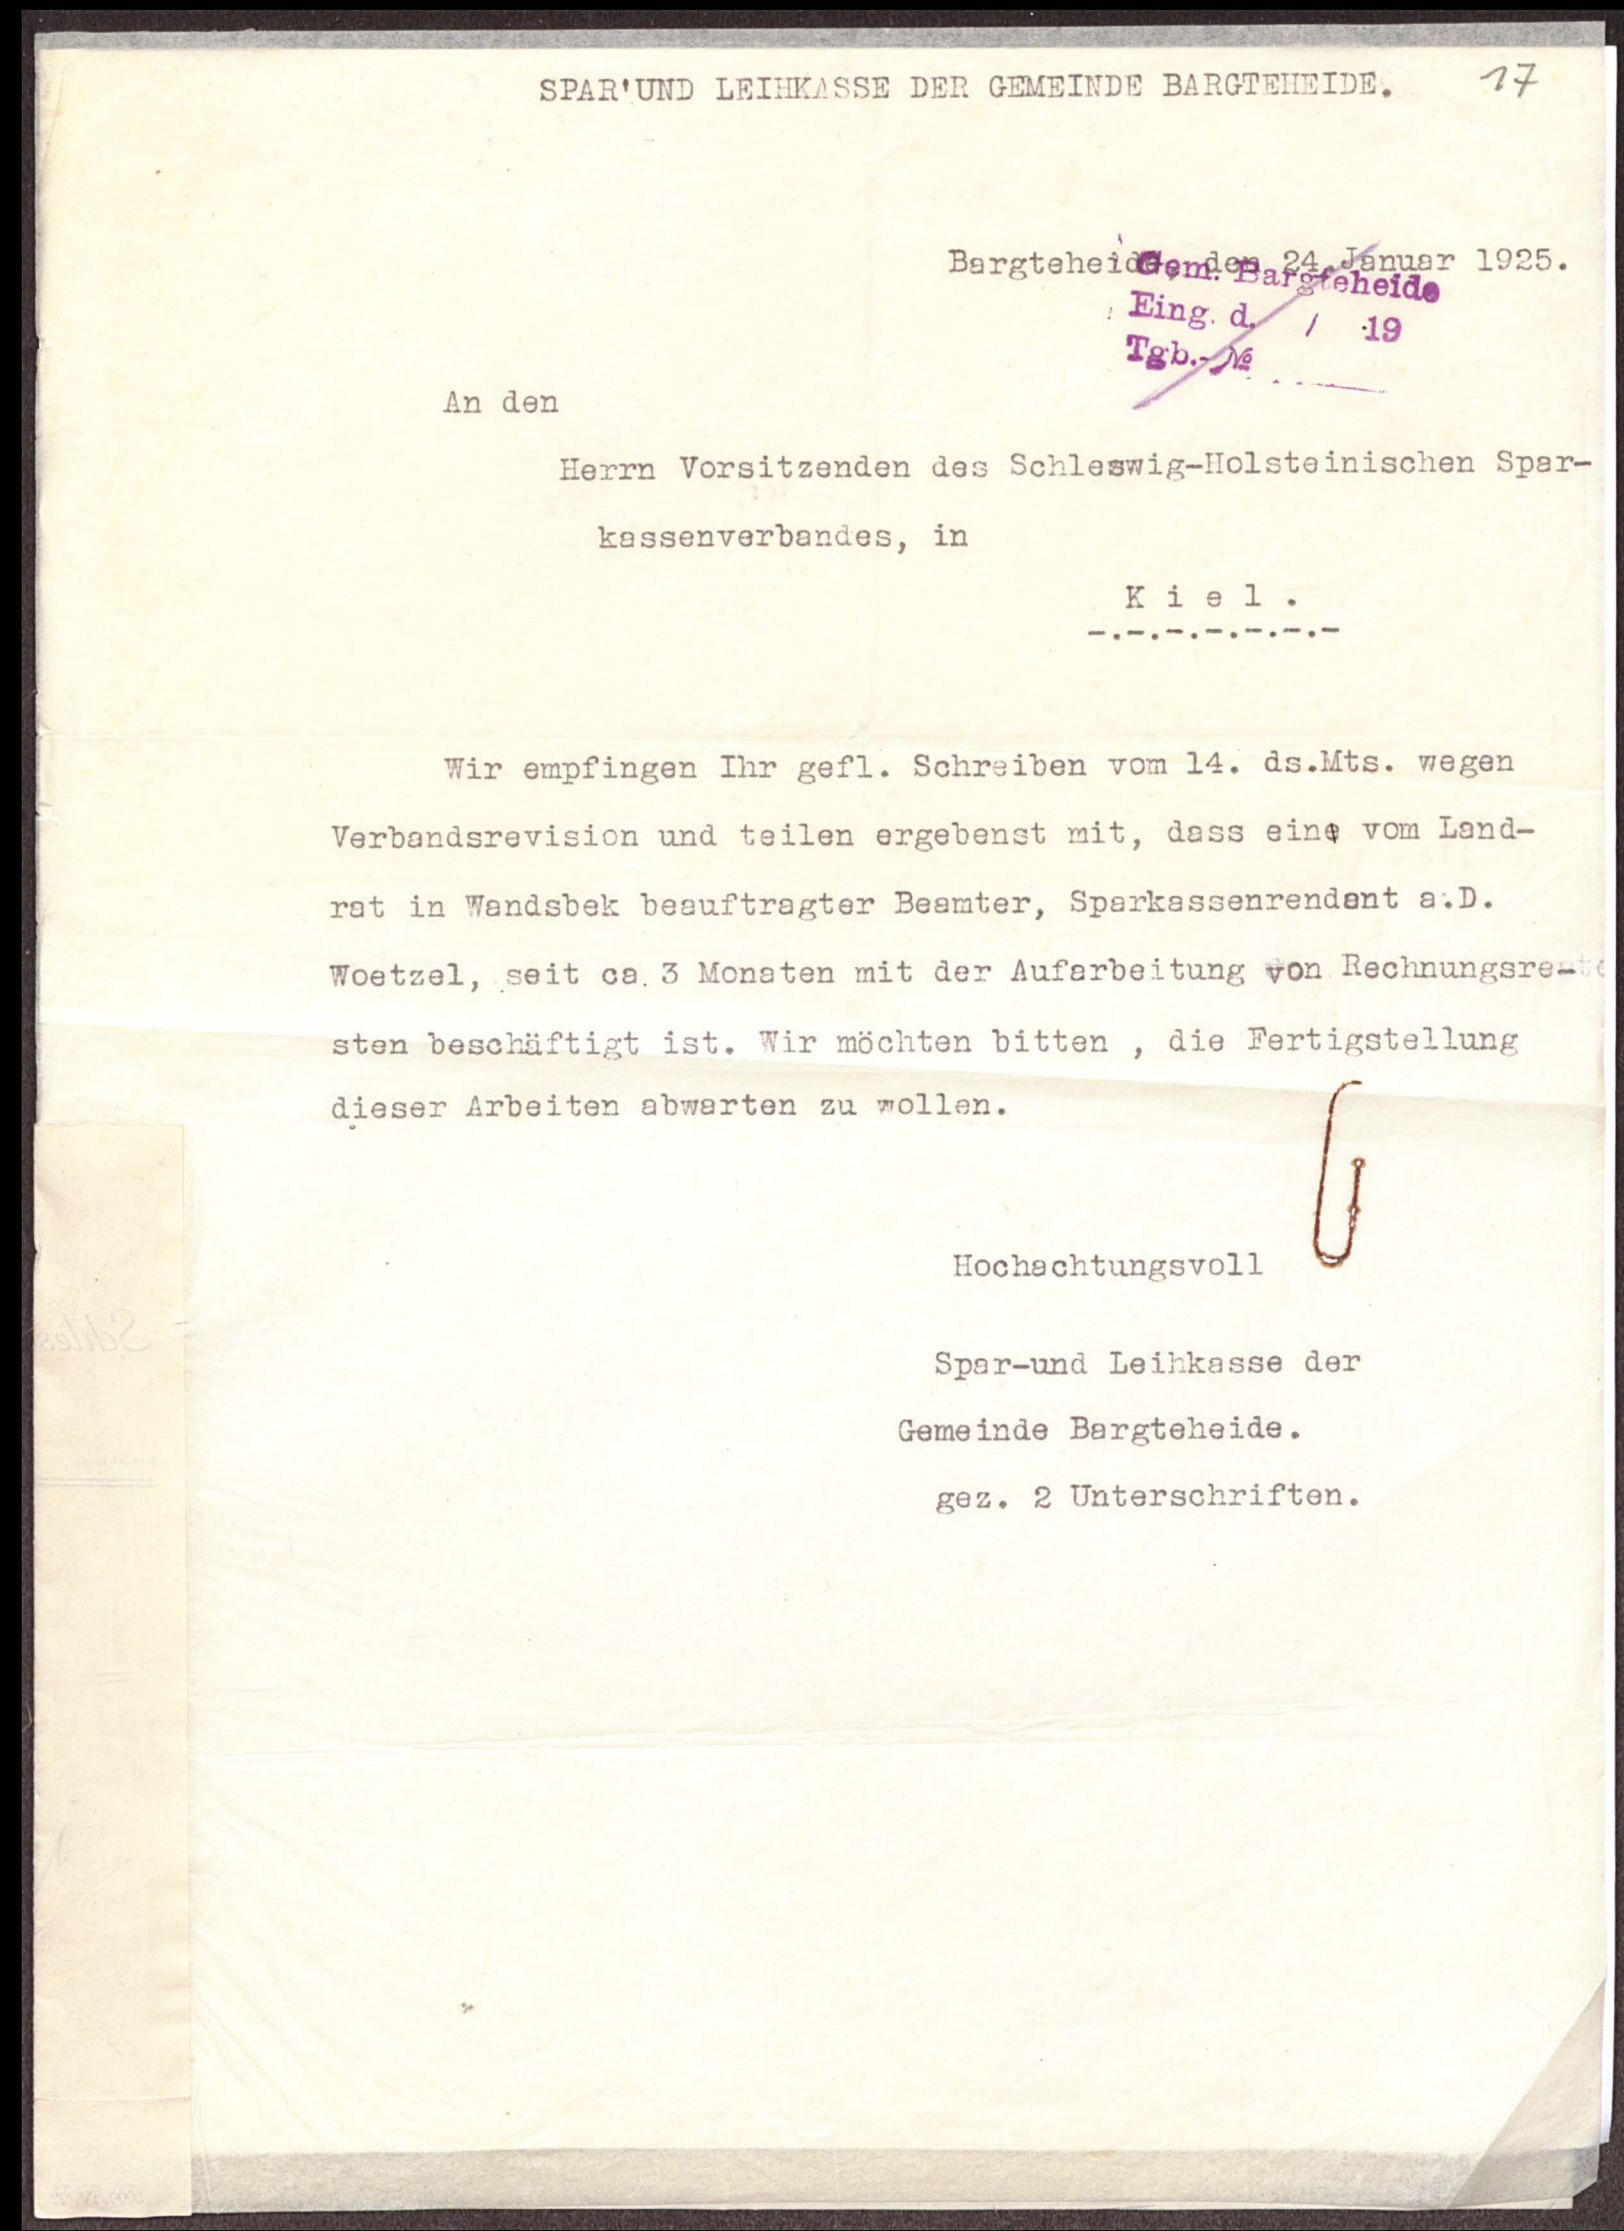 SPAR'UND LEIHKASSE DER GEMEINDE BARGTEHEIDE.
17
Bargteheide, den 24. Januar 1925.
Gem. Bargteheide
Eing. d. / 19
Tgb.-№
An den
Herrn Vorsitzenden des Schleswig-Holsteinischen Spar-
kassenverbandes, in
K i e l .
-.-.-.-.-.-.-
Wir empfingen Ihr gefl. Schreiben vom 14. ds.Mts. wegen
Verbandsrevision und teilen ergebenst mit, dass eine vom Land-
rat in Wandsbek beauftragter Beamter, Sparkassenrendant a.D.
Woetzel, seit ca. 3 Monaten mit der Aufarbeitung von Rechnungsre-
sten beschäftigt ist. Wir möchten bitten , die Fertigstellung
dieser Arbeiten abwarten zu wollen.
Hochachtungsvoll
Spar-und Leihkasse der
Gemeinde Bargteheide.
gez. 2 Unterschriften.